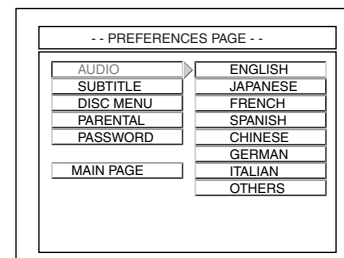 - - PREFERENCES PAGE - -
AUDIO
SUBTITLE
DISC MENU
PARENTAL
PASSWORD
MAIN PAGE
ENGLISH
JAPANESE
FRENCH
SPANISH
CHINESE
GERMAN
ITALIAN
OTHERS